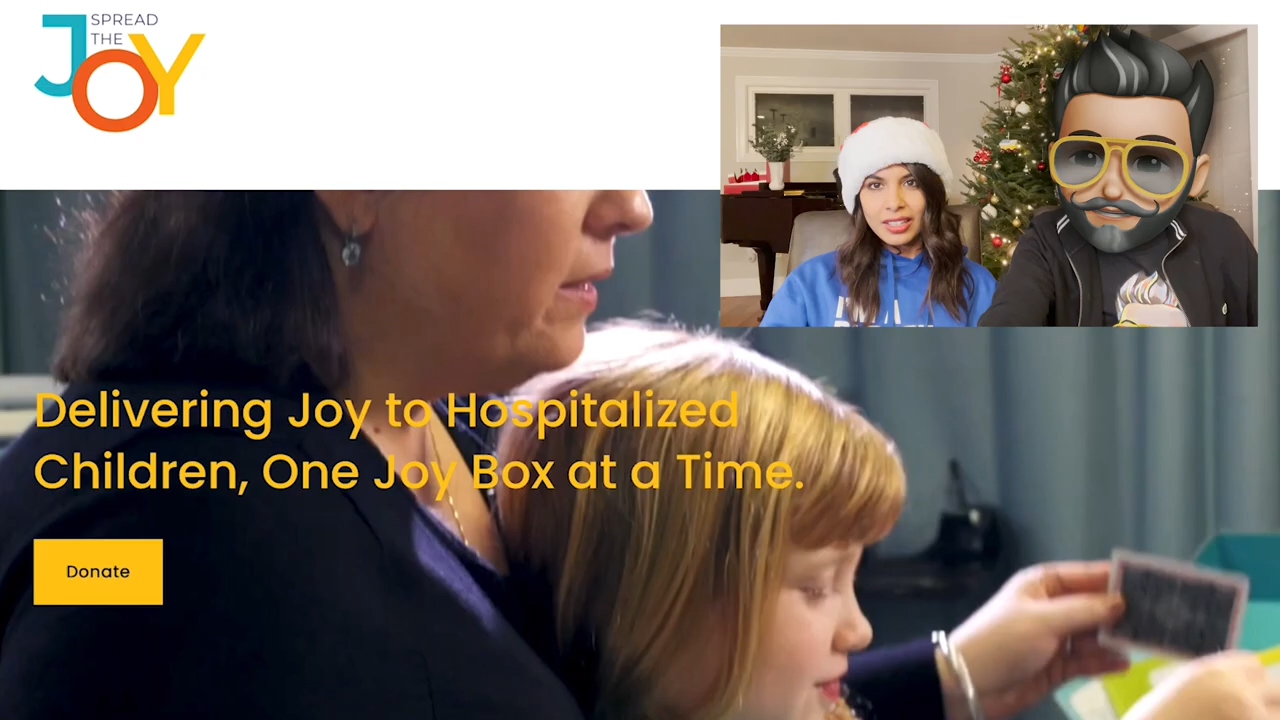 SPREAD
THE
JOY
Delivering Joy to Hospitalized
Children, One Joy Box at a Time.
Donate
I'M A